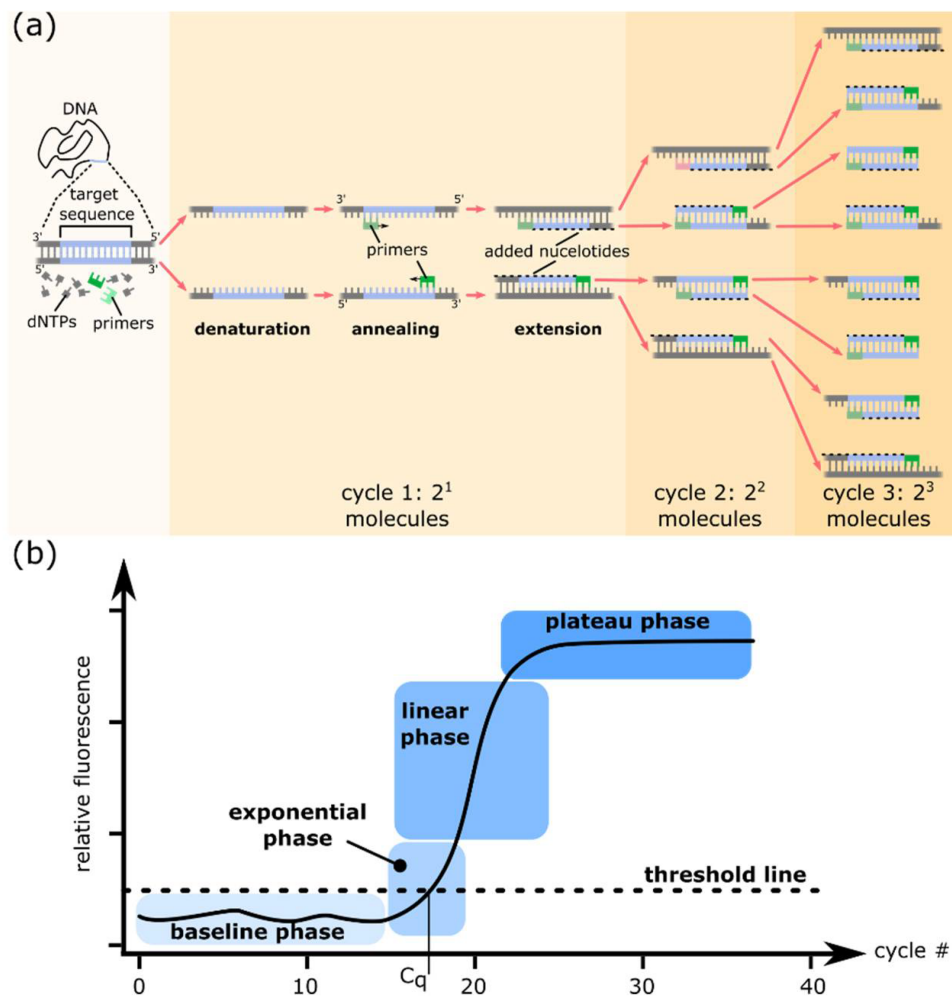 (a)
DNA
target
sequence
3'
5'
5'
3'
dNTPs
primers
denaturation
3'
5'
primers
5'
3'
annealing
added nucelotides
extension
cycle 1: 2¹
molecules
cycle 2: 2²
molecules
cycle 3: 2³
molecules
(b)
relative fluorescence
plateau phase
linear
phase
exponential
phase
threshold line
baseline phase
cycle #
0
10
Cq
20
30
40